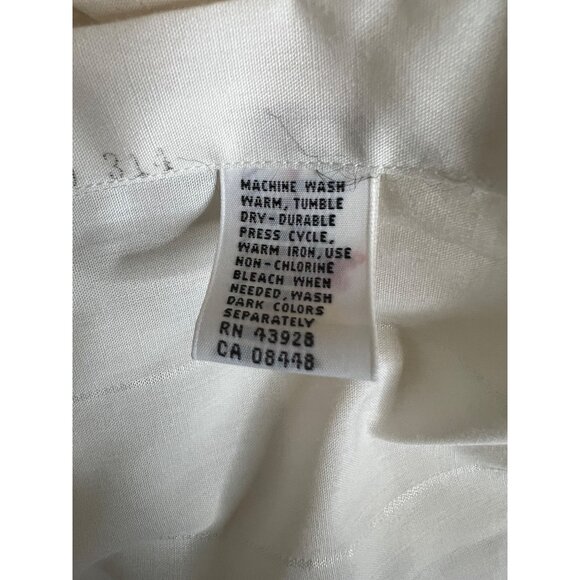 314
MACHINE WASH
WARM, TUMBLE
DRY-DURABLE
PRESS CYCLE,
WARM IRON, USE
NON-CHLORINE
BLEACH WHEN
NEEDED, WASH
DARK COLORS
SEPARATELY
RN 43928
CA 08448